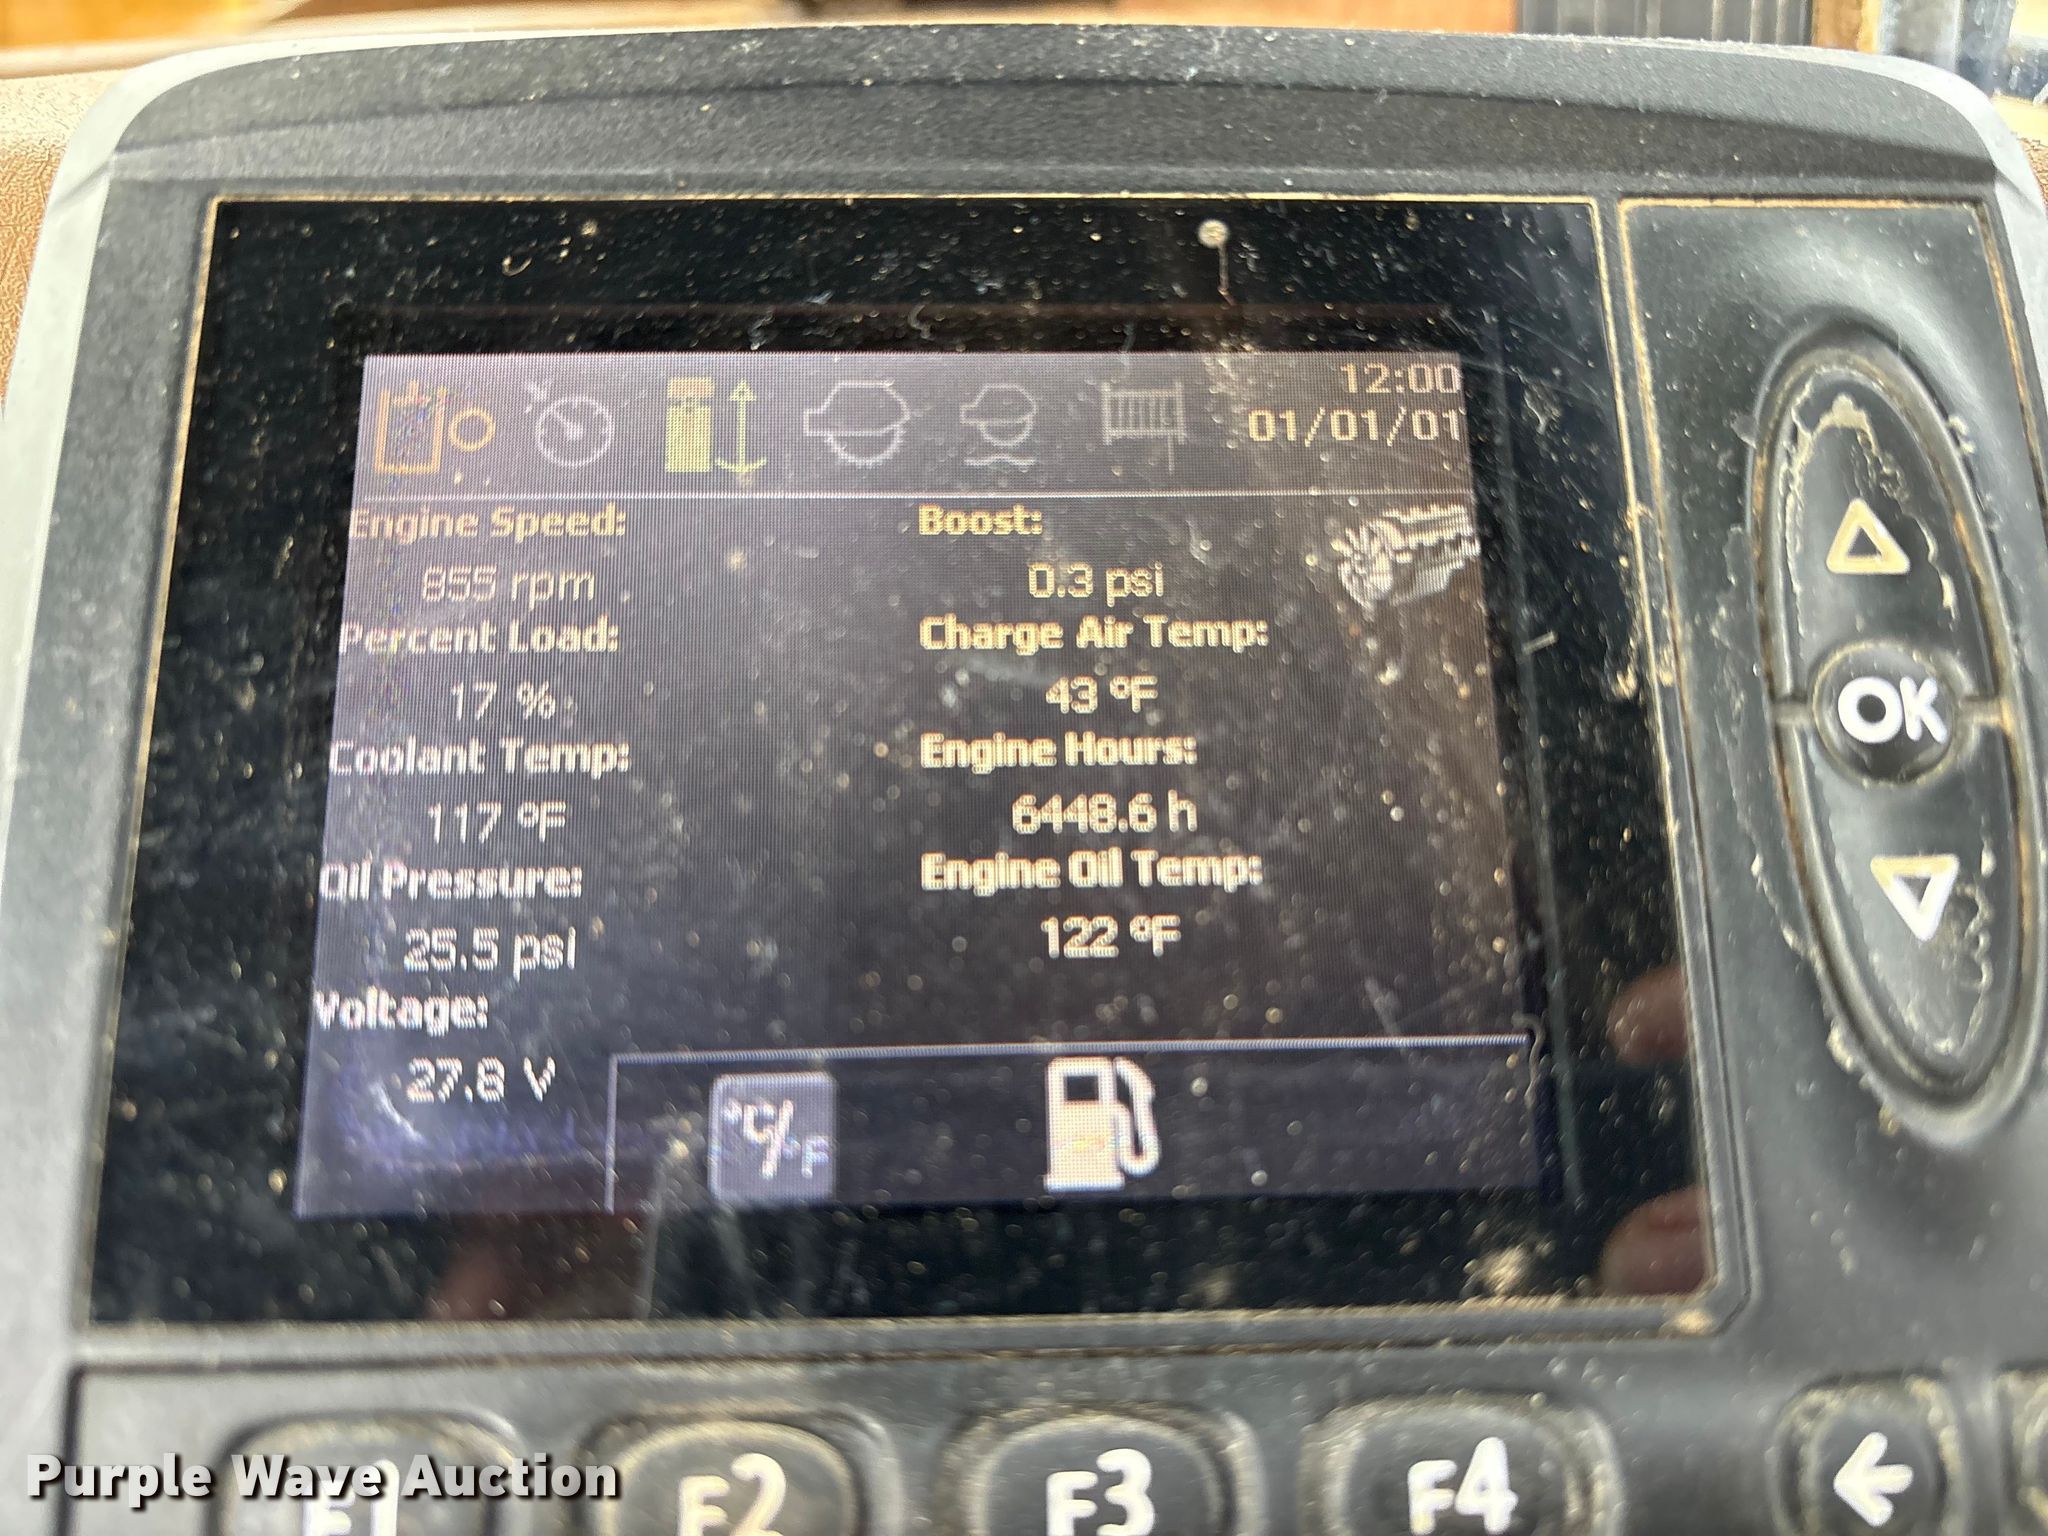 12:00
01/01/01
Engine Speed:
855 rpm
Percent Load:
17 %
Coolant Temp:
117 °F
Oil Pressure:
25.5 psi
Voltage:
27.8 V
Boost:
0.3 psi
Charge Air Temp:
43 °F
Engine Hours:
6448.6 h
Engine Oil Temp:
122 °F
°C/°F
OK
F1 F2 F3 F4
Purple Wave Auction